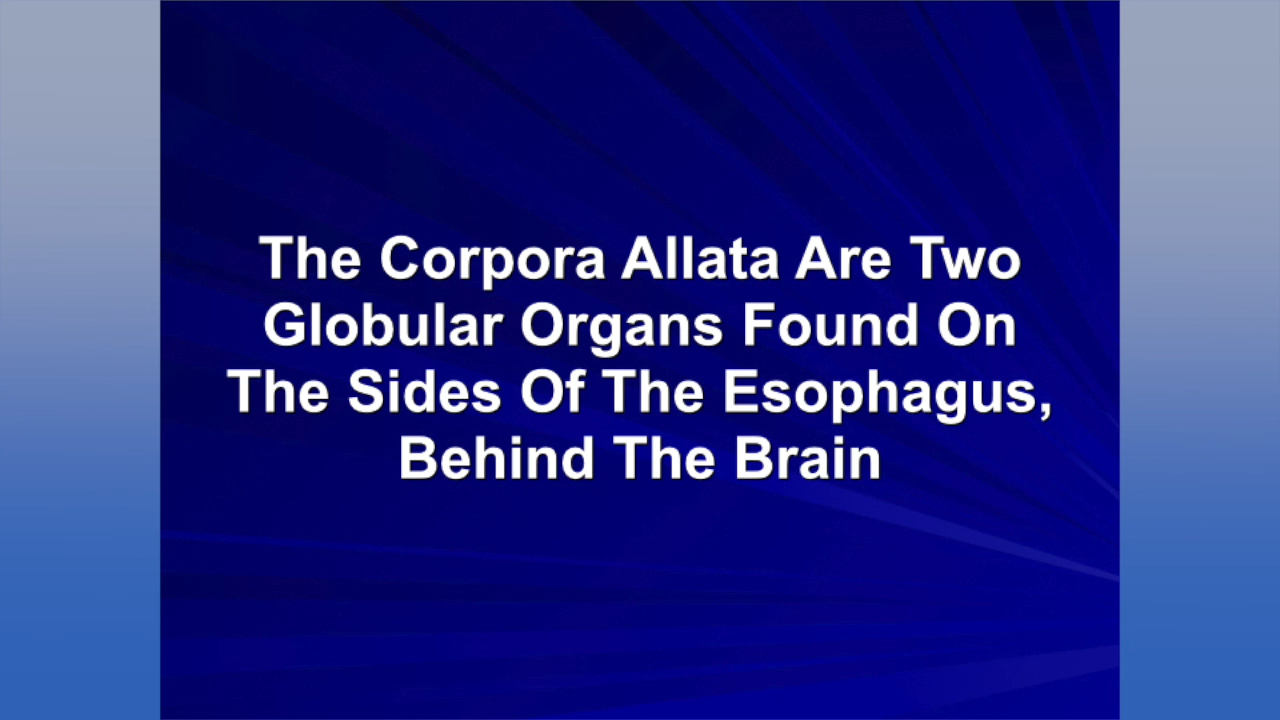 The Corpora Allata Are Two
Globular Organs Found On
The Sides Of The Esophagus,
Behind The Brain